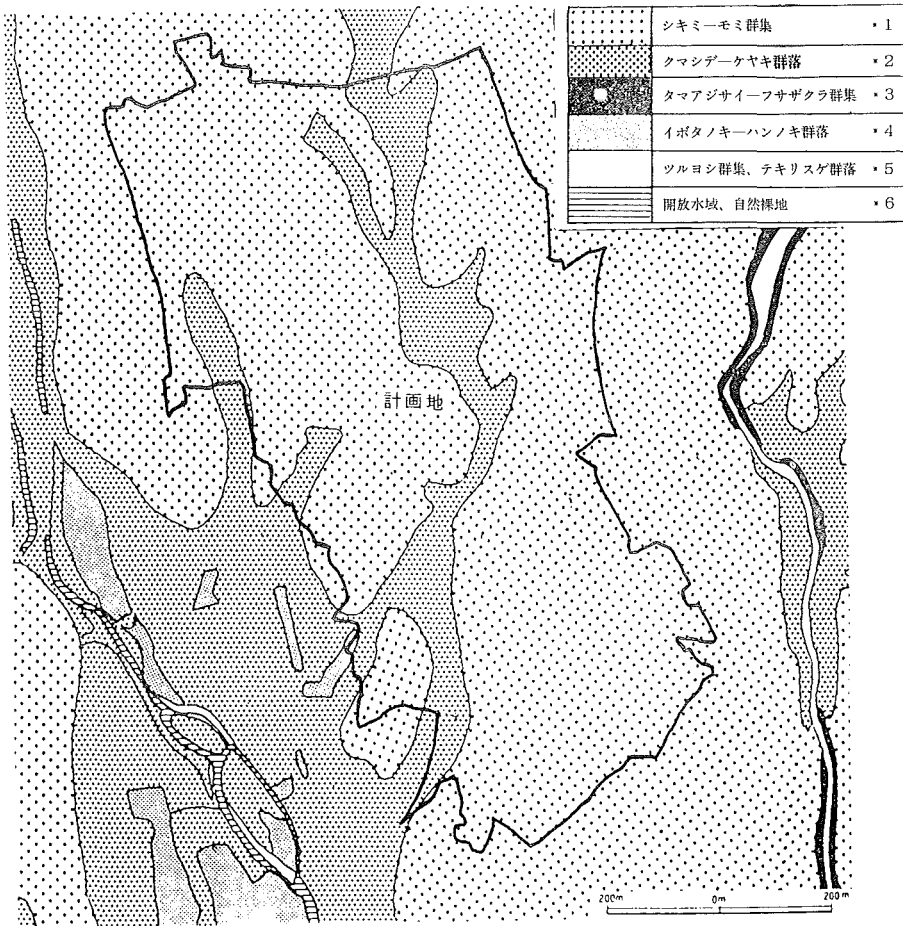 シキミ―モミ群集 *1
クマシデ―ケヤキ群落 *2
タマアジサイ―フサザクラ群集 *3
イボタノキ―ハンノキ群落 *4
ツルヨシ群集、テキリスゲ群落 *5
開放水域、自然裸地 *6
計画地
200m 0m 200m